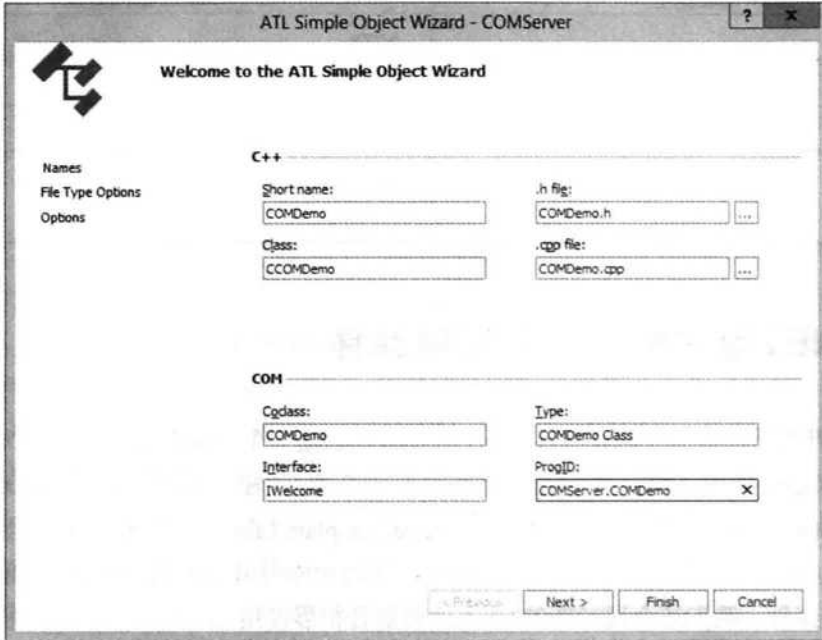 ATL Simple Object Wizard - COMServer
?
x
Welcome to the ATL Simple Object Wizard
Names
File Type Options
Options
C++
Short name:
.h file:
COMDemo
COMDemo.h
...
Class:
.cpp file:
CCOMDemo
COMDemo.cpp
...
COM
Coclass:
Type:
COMDemo
COMDemo Class
Interface:
ProgID:
IWelcome
COMServer.COMDemo
×
< Previous
Next >
Finish
Cancel